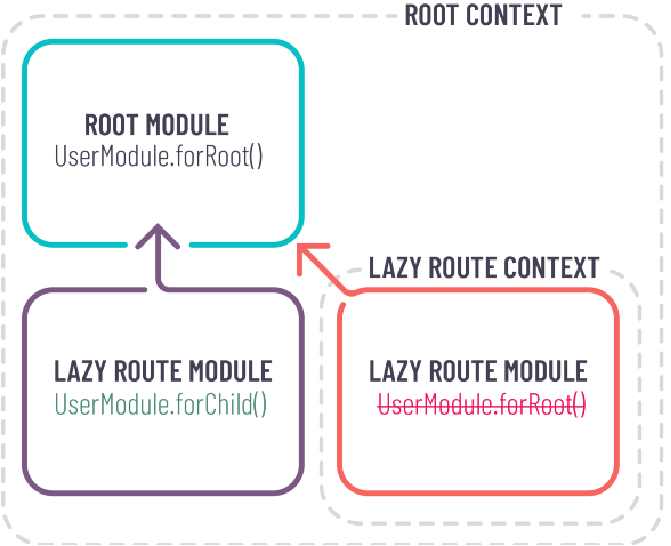 ROOT CONTEXT
ROOT MODULE
UserModule.forRoot()
LAZY ROUTE CONTEXT
LAZY ROUTE MODULE
UserModule.forChild()
LAZY ROUTE MODULE
UserModule.forRoot()